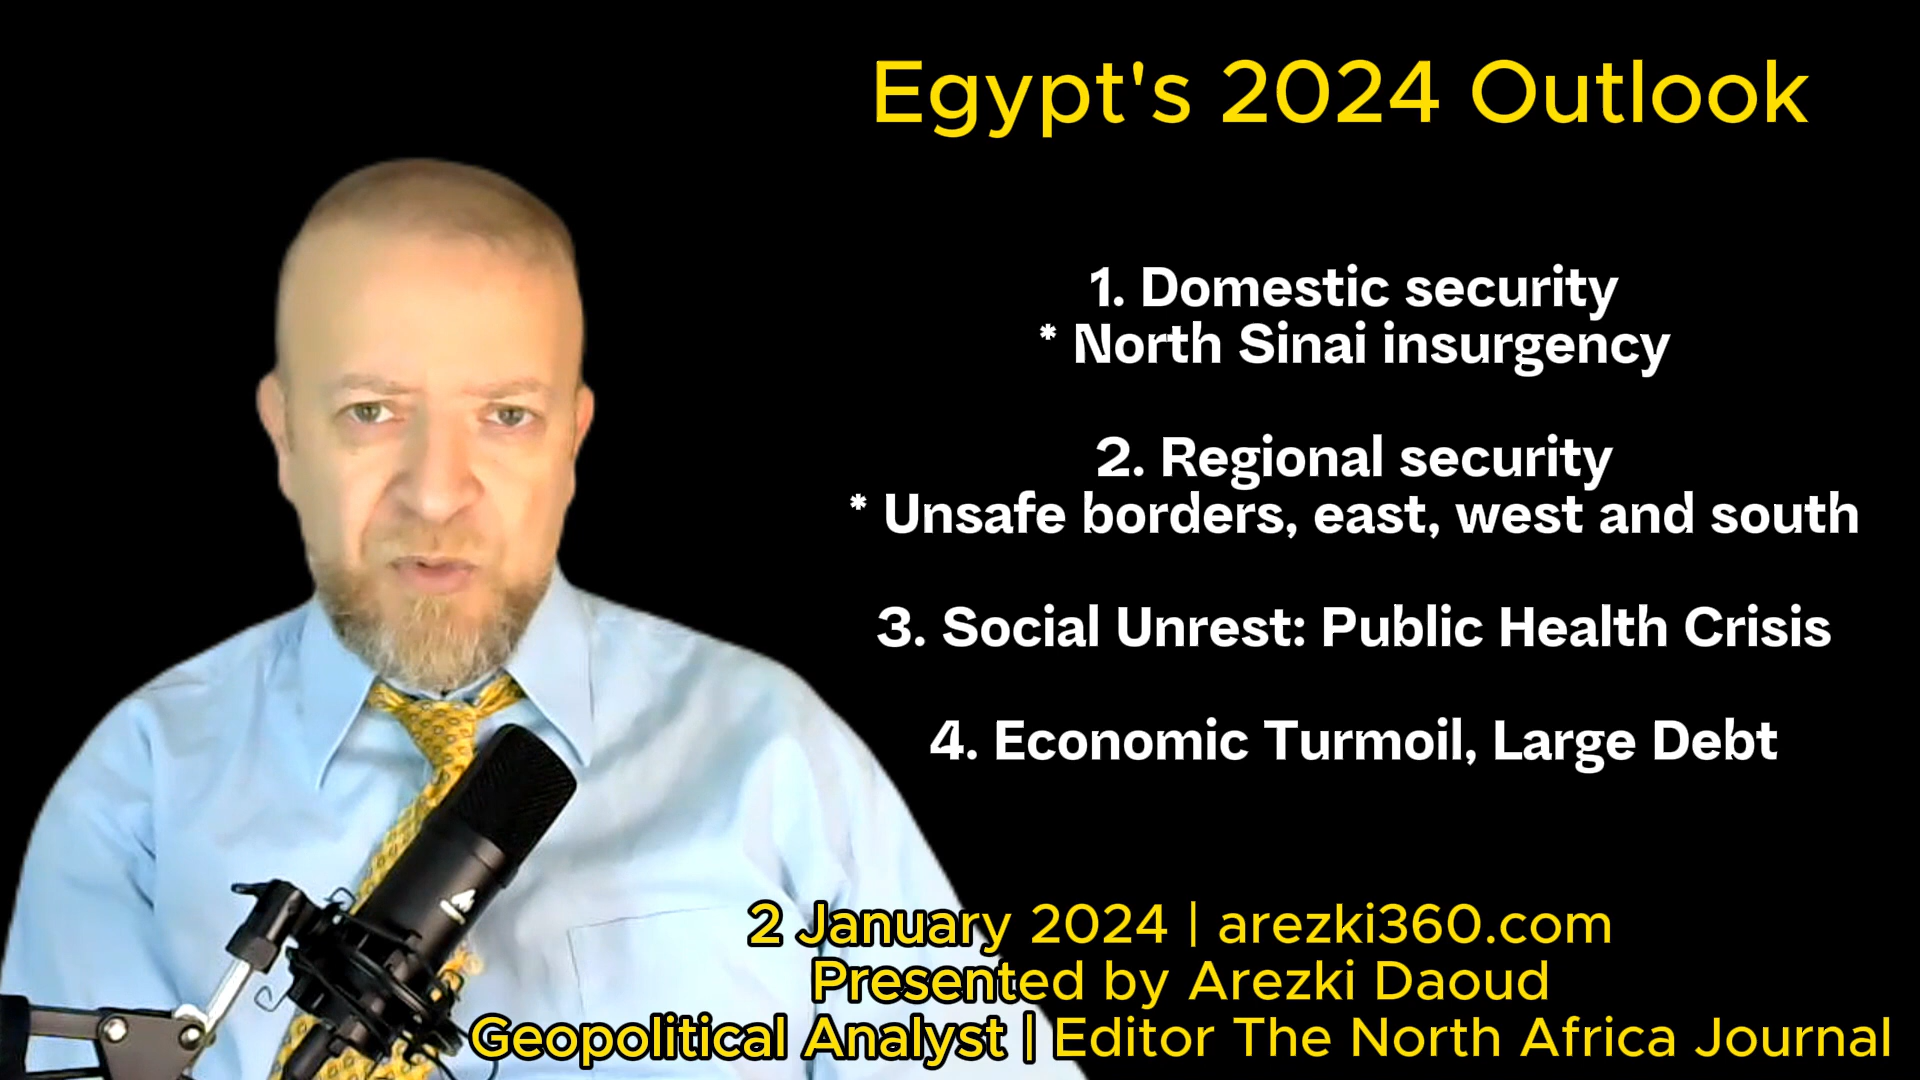 Egypt's 2024 Outlook
1. Domestic security
* North Sinai insurgency
2. Regional security
* Unsafe borders, east, west and south
3. Social Unrest: Public Health Crisis
4. Economic Turmoil, Large Debt
2 January 2024 | arezki360.com
Presented by Arezki Daoud
Geopolitical Analyst | Editor The North Africa Journal